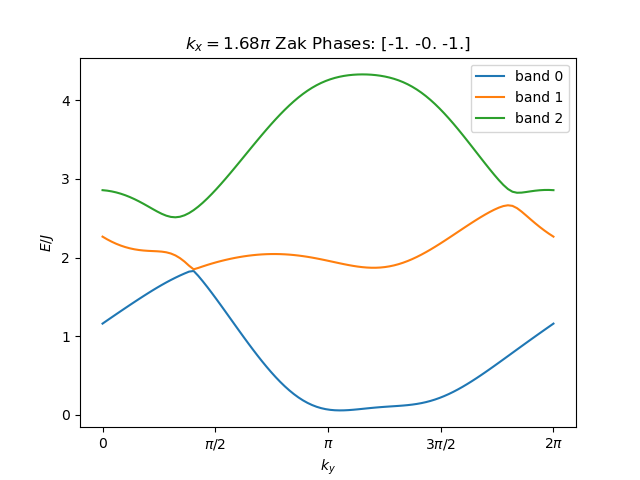 kₓ = 1.68π Zak Phases: [-1. -0. -1.]
band 0
band 1
band 2
E/J
4
3
2
1
0
0
π/2
π
3π/2
2π
k_y